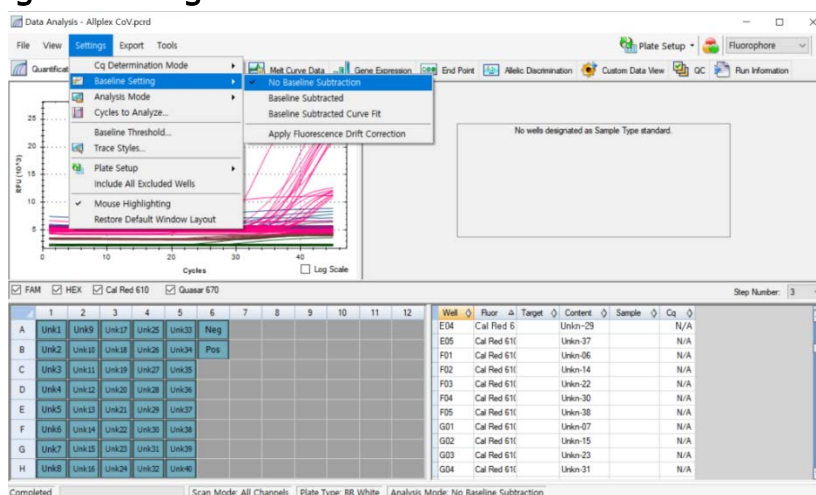 Data Analysis - Allplex CoV.pcrd
File View Settings Export Tools
Plate Setup
Fluorophore
Quantificat
Melt Curve Data
Gene Expression
End Point
Allelic Discrimination
Custom Data View
QC
Run Information
Cq Determination Mode
Baseline Setting
Analysis Mode
Cycles to Analyze...
Baseline Threshold...
Trace Styles...
Plate Setup
Include All Excluded Wells
Mouse Highlighting
Restore Default Window Layout
No Baseline Subtraction
Baseline Subtracted
Baseline Subtracted Curve Fit
Apply Fluorescence Drift Correction
No wells designated as Sample Type standard.
RFU (10^3)
25
20
15
10
5
0 10 20 30 40
Cycles
Log Scale
FAM HEX Cal Red 610 Quasar 670
Step Number: 3
1 2 3 4 5 6 7 8 9 10 11 12
A Unk1 Unk9 Unk17 Unk25 Unk33 Neg
B Unk2 Unk10 Unk18 Unk26 Unk34 Pos
C Unk3 Unk11 Unk19 Unk27 Unk35
D Unk4 Unk12 Unk20 Unk28 Unk36
E Unk5 Unk13 Unk21 Unk29 Unk37
F Unk6 Unk14 Unk22 Unk30 Unk38
G Unk7 Unk15 Unk23 Unk31 Unk39
H Unk8 Unk16 Unk24 Unk32 Unk40
Well Fluor Target Content Sample Cq
E04 Cal Red 6 Unkn-29 N/A
E05 Cal Red 61( Unkn-37 N/A
F01 Cal Red 61( Unkn-06 N/A
F02 Cal Red 61( Unkn-14 N/A
F03 Cal Red 61( Unkn-22 N/A
F04 Cal Red 61( Unkn-30 N/A
F05 Cal Red 61( Unkn-38 N/A
G01 Cal Red 61( Unkn-07 N/A
G02 Cal Red 61( Unkn-15 N/A
G03 Cal Red 61( Unkn-23 N/A
G04 Cal Red 61( Unkn-31 N/A
Completed
Scan Mode: All Channels
Plate Type: BR White
Analysis Mode: No Baseline Subtraction